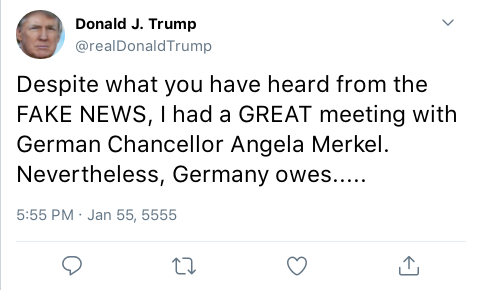 Donald J. Trump
@realDonaldTrump
Despite what you have heard from the
FAKE NEWS, I had a GREAT meeting with
German Chancellor Angela Merkel.
Nevertheless, Germany owes.....
5:55 PM · Jan 55, 5555